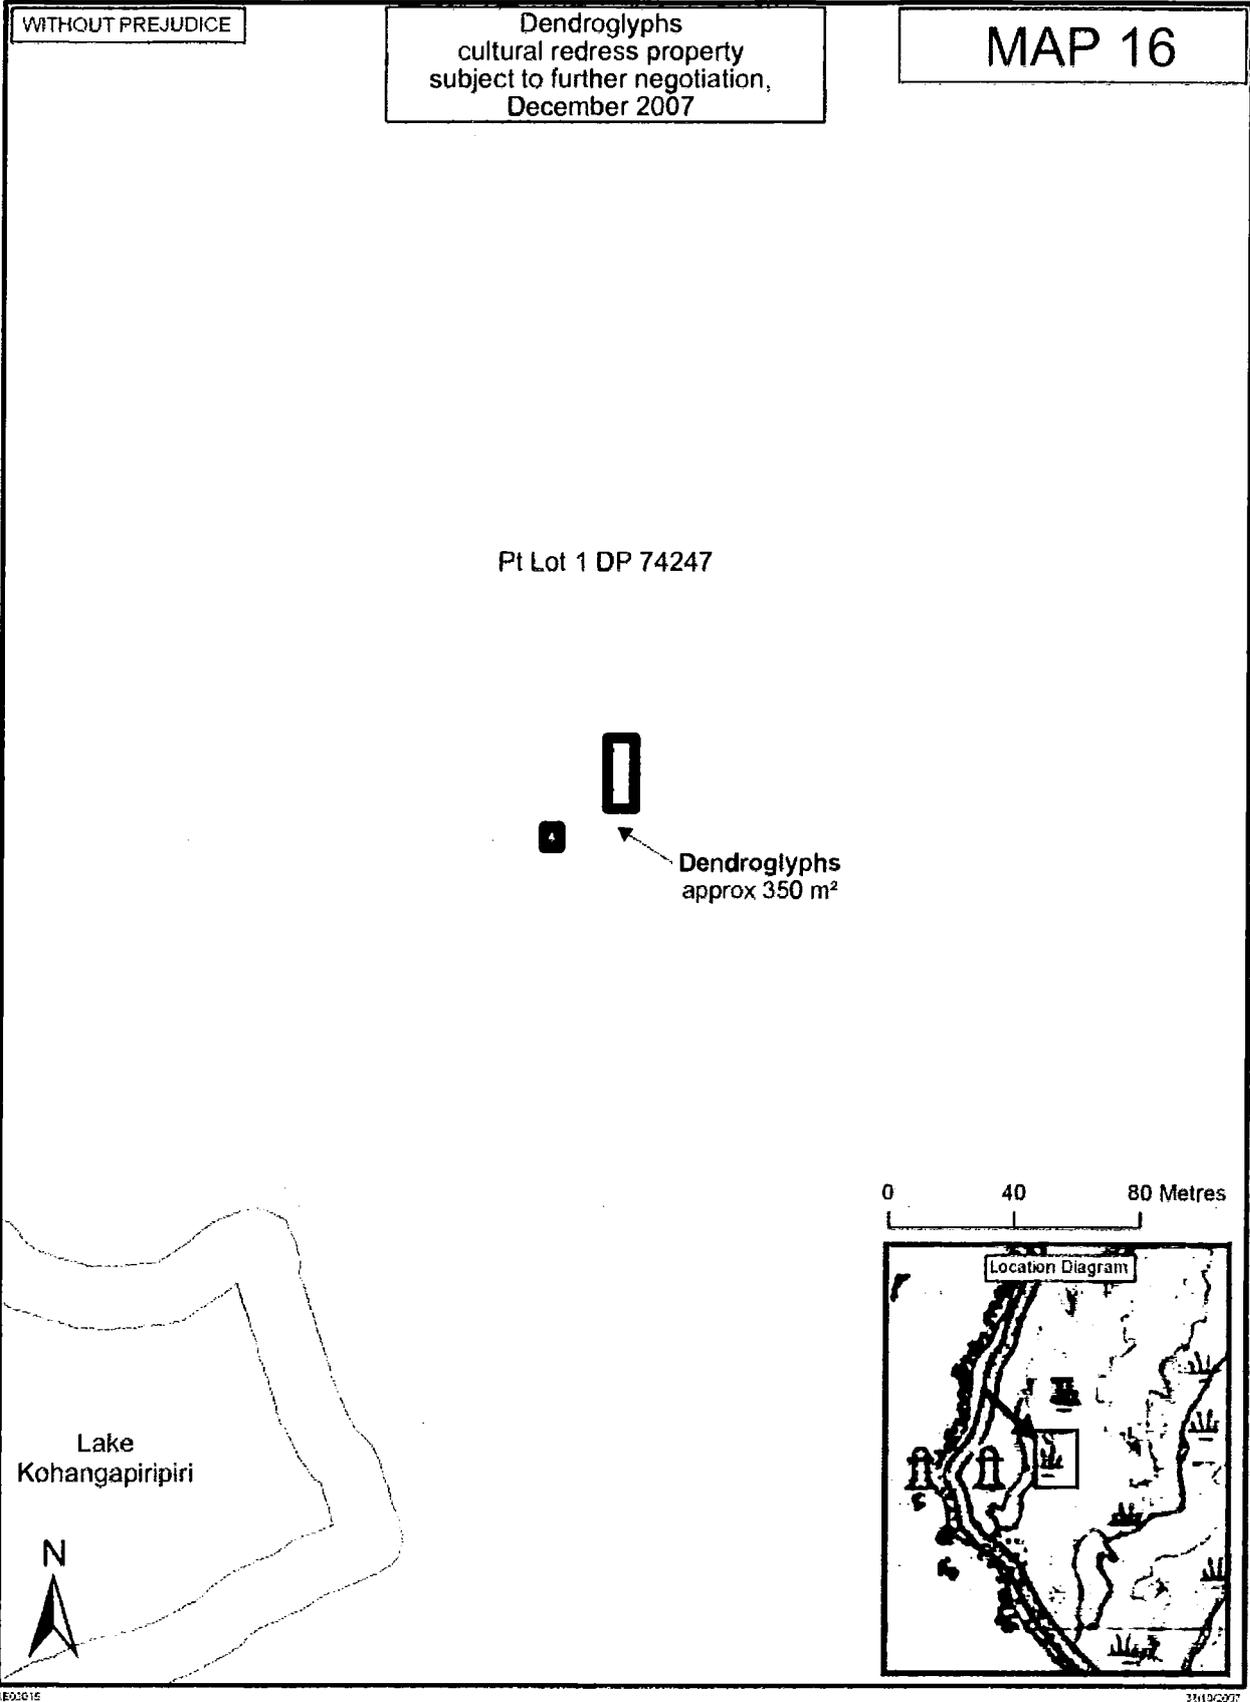 WITHOUT PREJUDICE
Dendroglyphs
cultural redress property
subject to further negotiation,
December 2007
MAP 16
Pt Lot 1 DP 74247
Dendroglyphs
approx 350 m²
0 40 80 Metres
Location Diagram
Lake
Kohangapiripiri
N